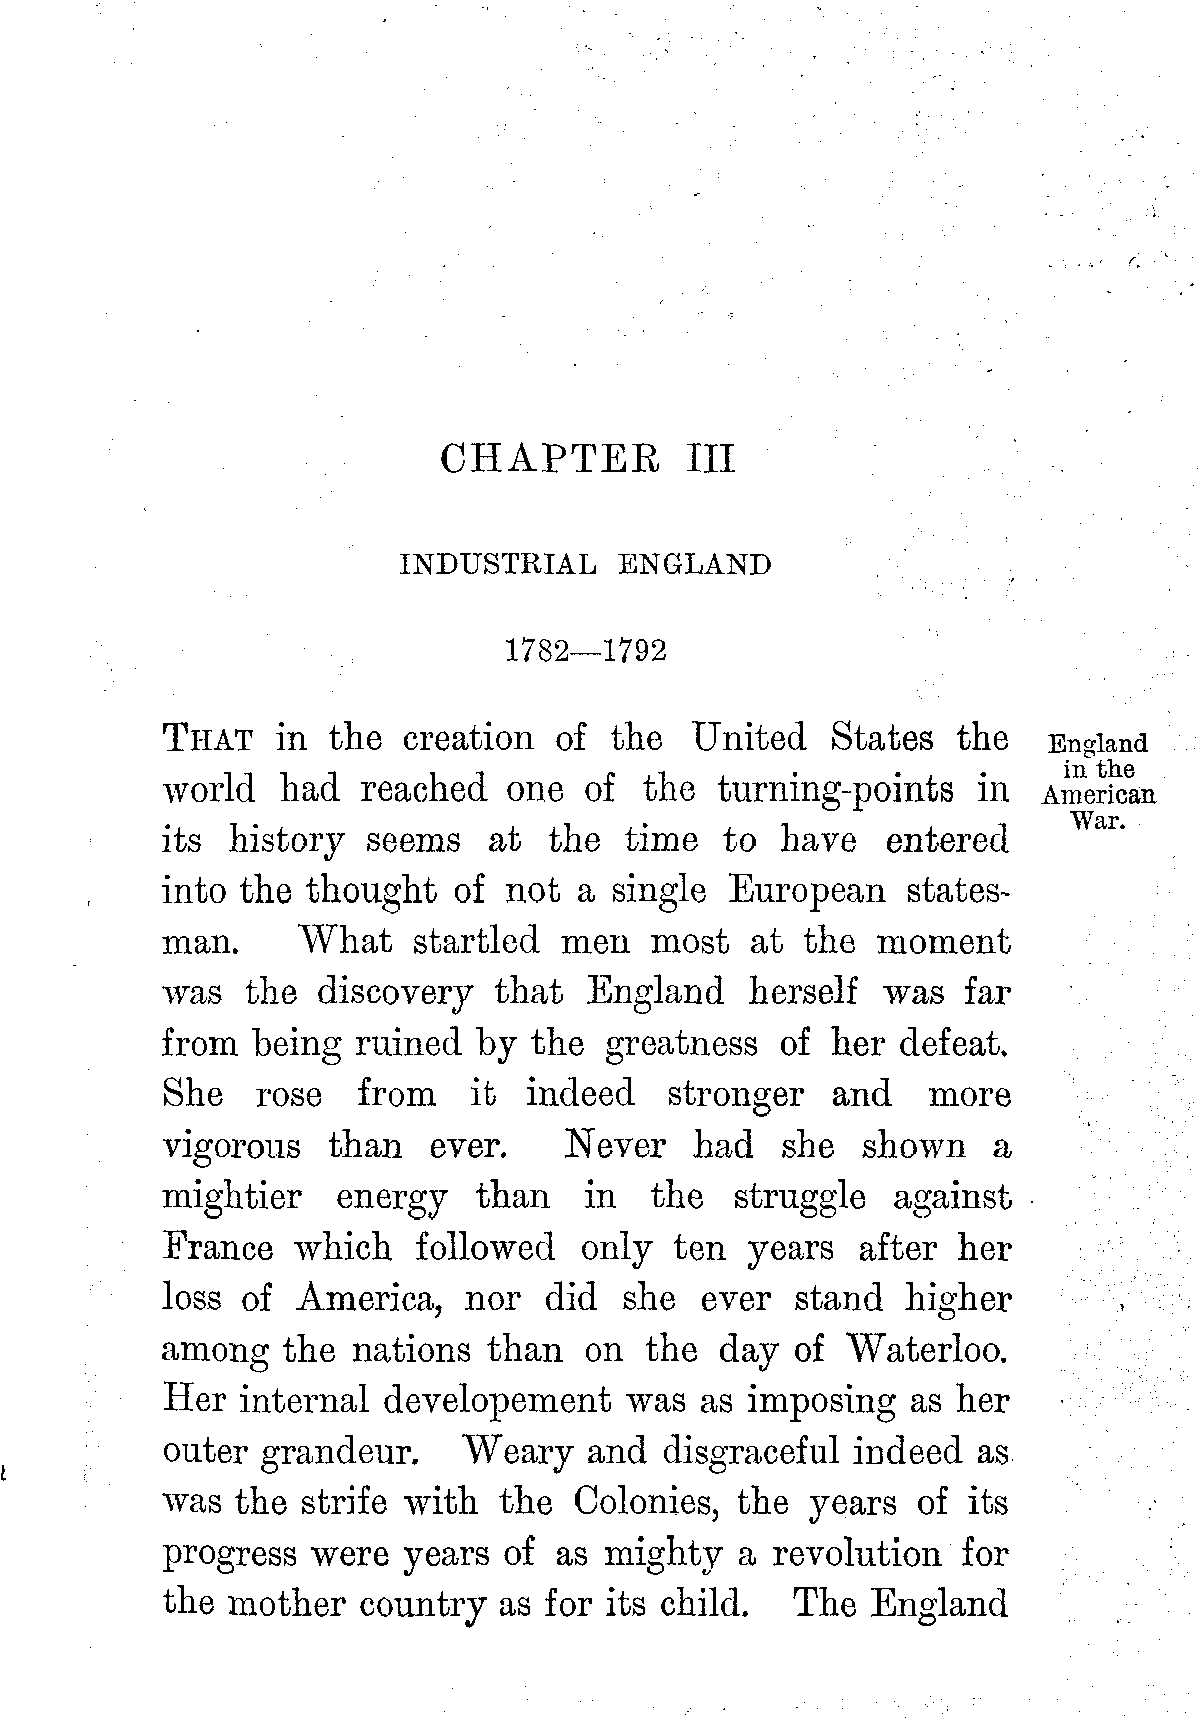 CHAPTER III
INDUSTRIAL ENGLAND
1782—1792
THAT in the creation of the United States the
world had reached one of the turning-points in
its history seems at the time to have entered
into the thought of not a single European states-
man. What startled men most at the moment
was the discovery that England herself was far
from being ruined by the greatness of her defeat.
She rose from it indeed stronger and more
vigorous than ever. Never had she shown a
mightier energy than in the struggle against
France which followed only ten years after her
loss of America, nor did she ever stand higher
among the nations than on the day of Waterloo.
Her internal developement was as imposing as her
outer grandeur. Weary and disgraceful indeed as
was the strife with the Colonies, the years of its
progress were years of as mighty a revolution for
the mother country as for its child. The England
England
in the
American
War.